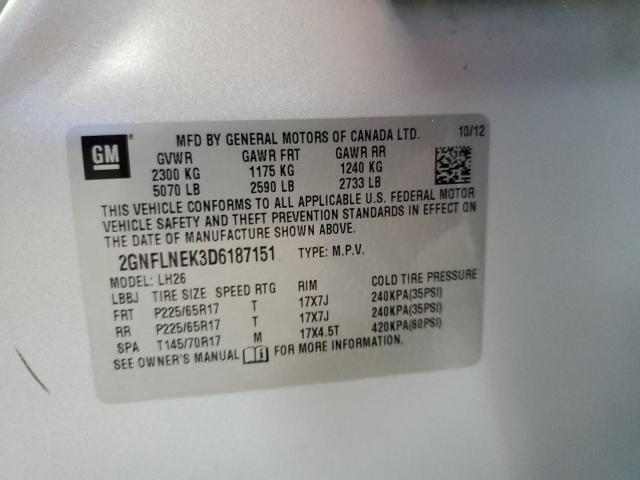 GM ®
MFD BY GENERAL MOTORS OF CANADA LTD. 10/12
GVWR GAWR FRT GAWR RR
2300 KG 1175 KG 1240 KG
5070 LB 2590 LB 2733 LB
THIS VEHICLE CONFORMS TO ALL APPLICABLE U.S. FEDERAL MOTOR
VEHICLE SAFETY AND THEFT PREVENTION STANDARDS IN EFFECT ON
THE DATE OF MANUFACTURE SHOWN ABOVE.
2GNFLNEK3D6187151 TYPE: M.P.V.
MODEL: LH26
LBBJ TIRE SIZE SPEED RTG RIM COLD TIRE PRESSURE
FRT P225/65R17 T 17X7J 240KPA(35PSI)
RR P225/65R17 T 17X7J 240KPA(35PSI)
SPA T145/70R17 M 17X4.5T 420KPA(60PSI)
SEE OWNER'S MANUAL FOR MORE INFORMATION.